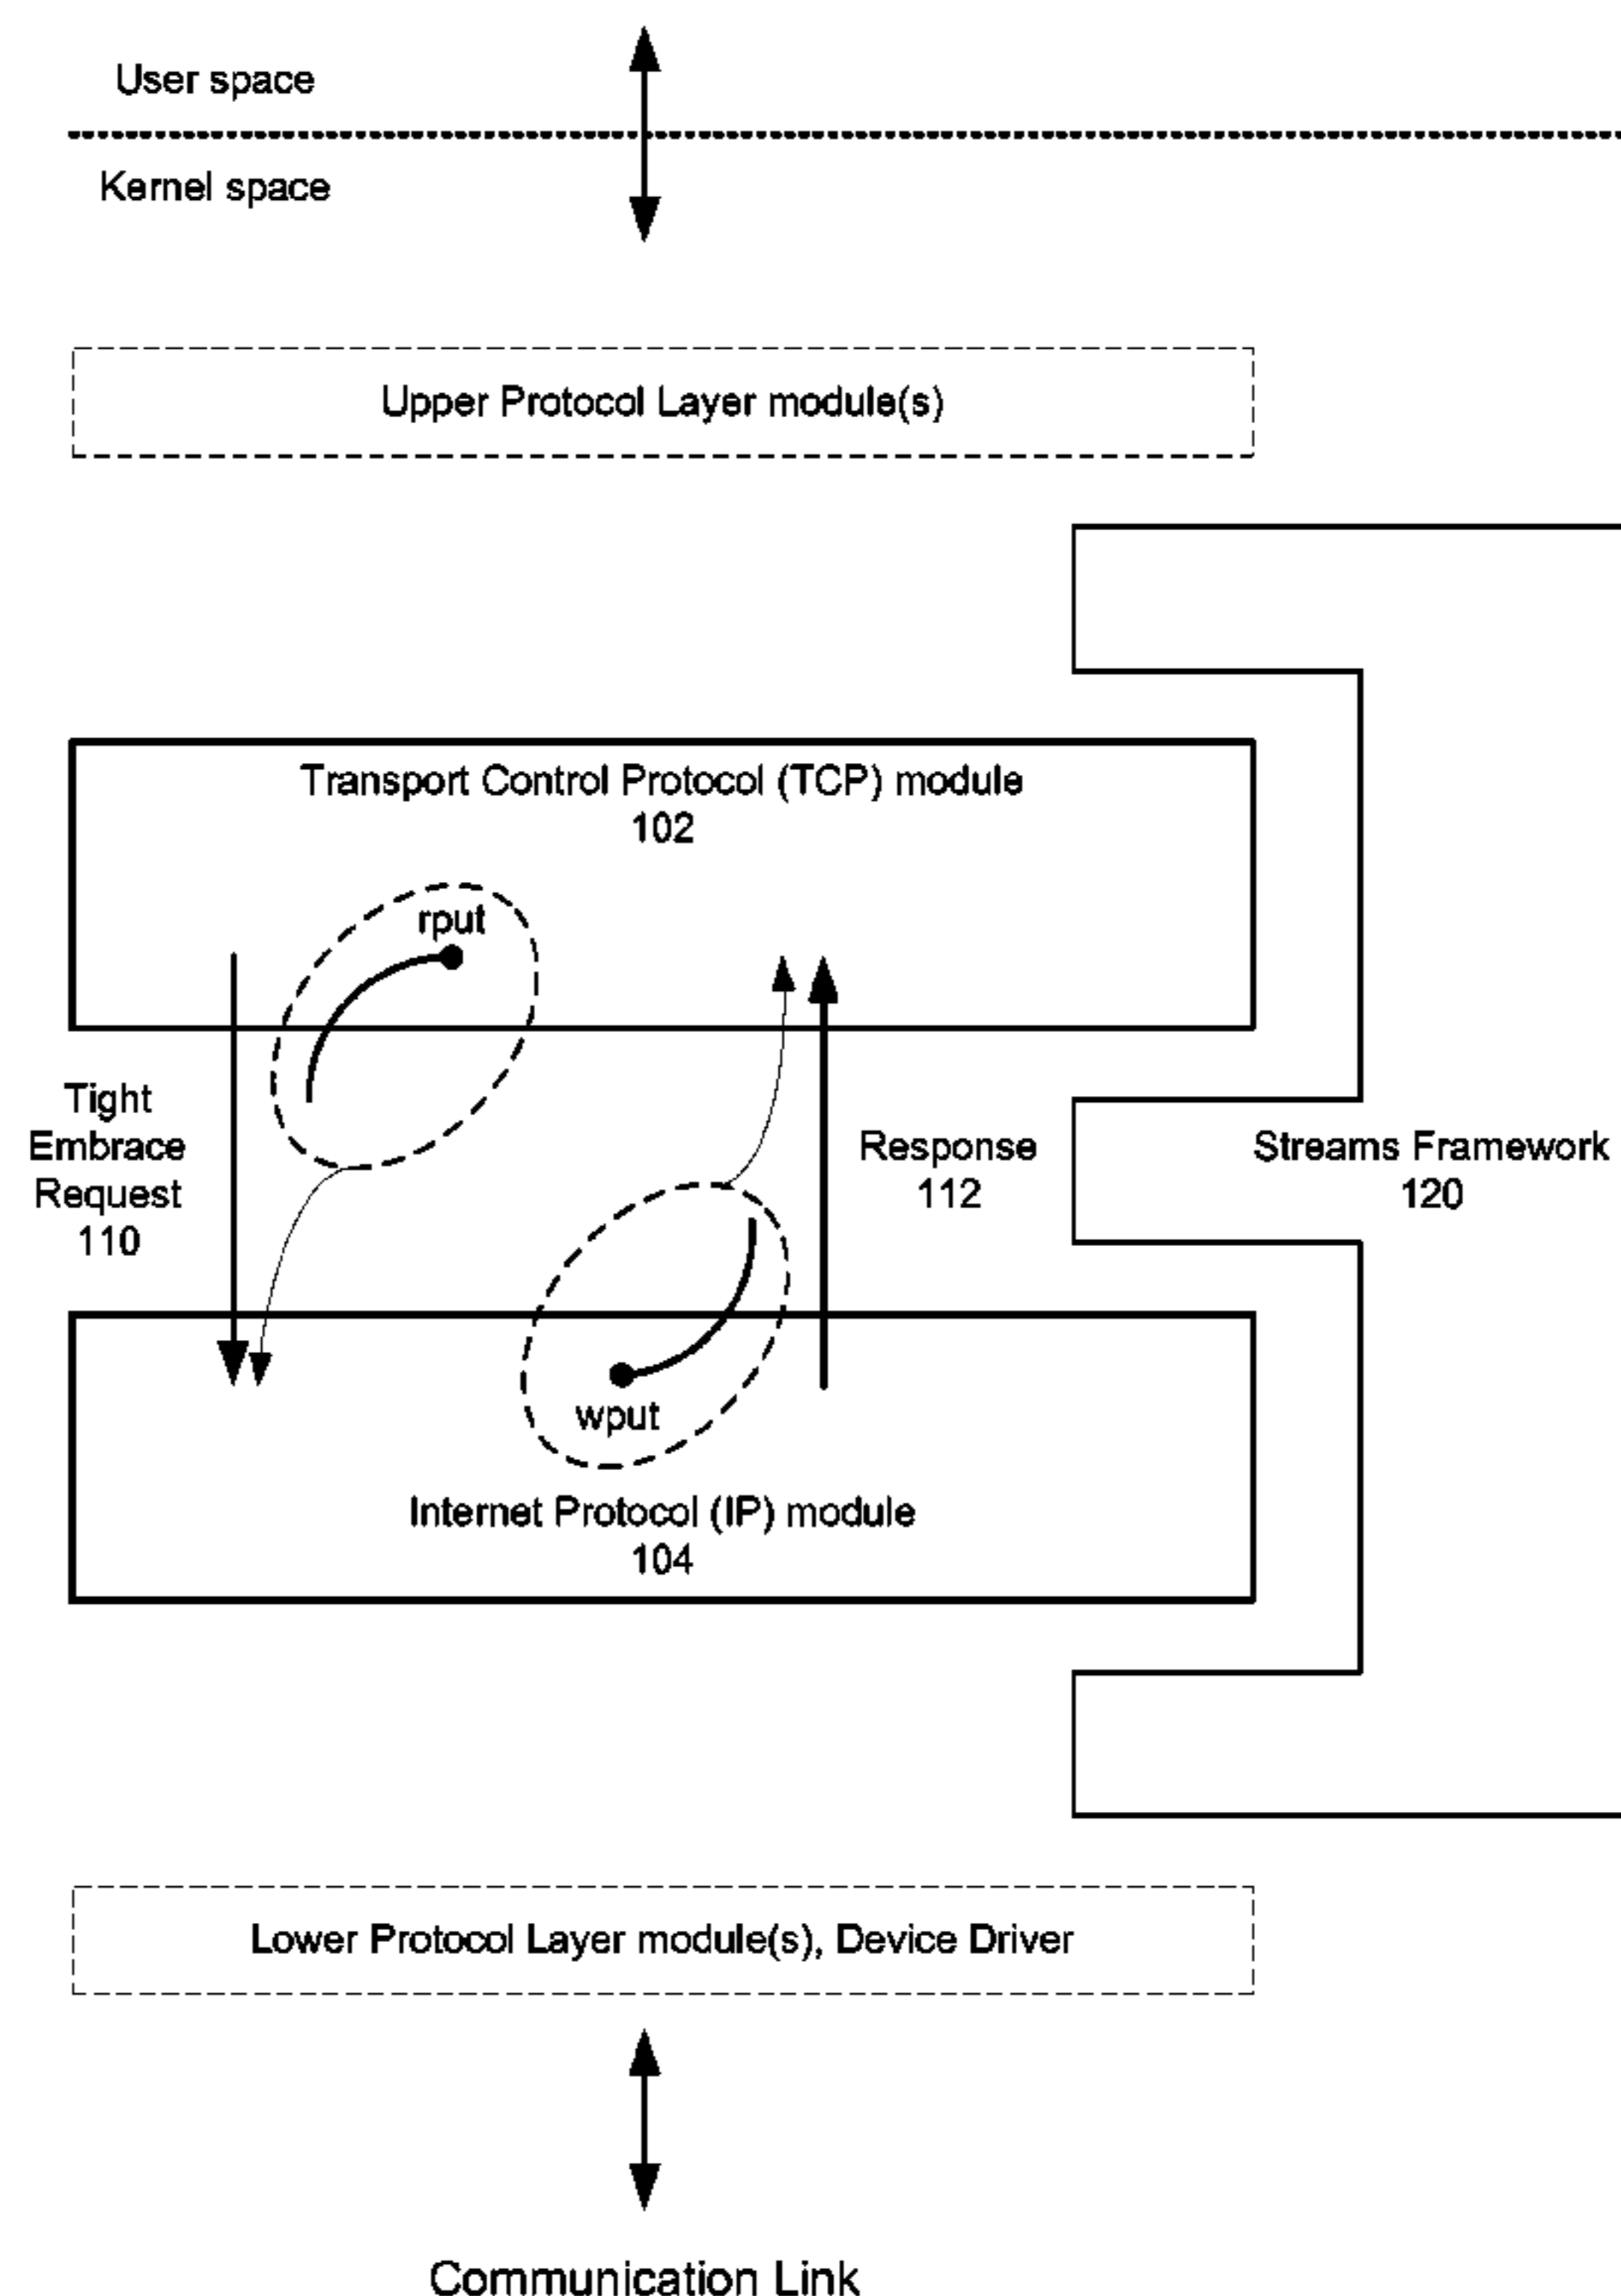 User space
Kernel space
Upper Protocol Layer module(s)
Transport Control Protocol (TCP) module
102
rput
Tight
Embrace
Request
110
Response
112
Streams Framework
120
wput
Internet Protocol (IP) module
104
Lower Protocol Layer module(s), Device Driver
Communication Link